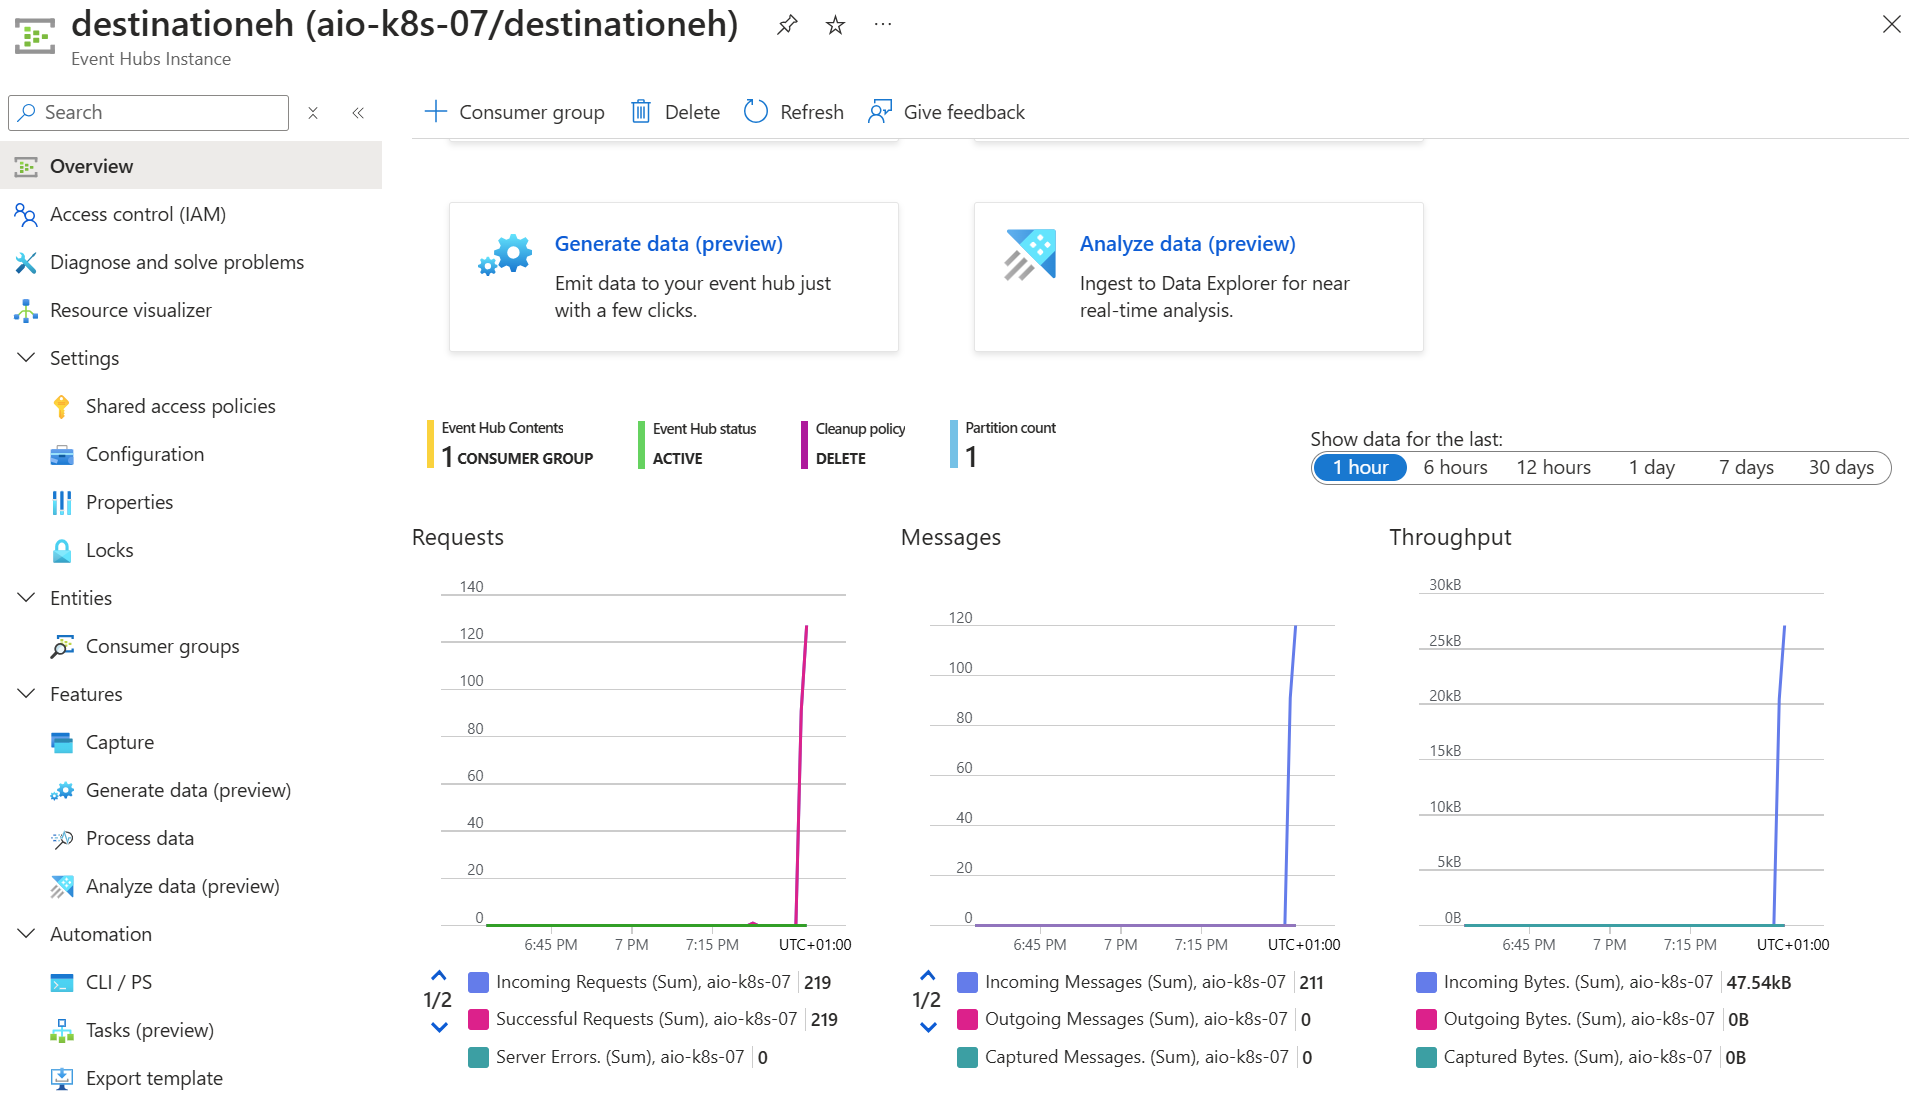 destinationeh (aio-k8s-07/destinationeh)
Event Hubs Instance
Search
Consumer group
Delete
Refresh
Give feedback
Overview
Access control (IAM)
Diagnose and solve problems
Resource visualizer
Settings
Shared access policies
Configuration
Properties
Locks
Entities
Consumer groups
Features
Capture
Generate data (preview)
Process data
Analyze data (preview)
Automation
CLI / PS
Tasks (preview)
Export template
Generate data (preview)
Emit data to your event hub just
with a few clicks.
Analyze data (preview)
Ingest to Data Explorer for near
real-time analysis.
Event Hub Contents
1 CONSUMER GROUP
Event Hub status
ACTIVE
Cleanup policy
DELETE
Partition count
1
Show data for the last:
1 hour 6 hours 12 hours 1 day 7 days 30 days
Requests
140
120
100
80
60
40
20
0
6:45 PM 7 PM 7:15 PM UTC+01:00
1/2
Incoming Requests (Sum), aio-k8s-07 219
Successful Requests (Sum), aio-k8s-07 219
Server Errors. (Sum), aio-k8s-07 0
Messages
120
100
80
60
40
20
0
6:45 PM 7 PM 7:15 PM UTC+01:00
1/2
Incoming Messages (Sum), aio-k8s-07 211
Outgoing Messages (Sum), aio-k8s-07 0
Captured Messages. (Sum), aio-k8s-07 0
Throughput
30kB
25kB
20kB
15kB
10kB
5kB
0B
6:45 PM 7 PM 7:15 PM UTC+01:00
Incoming Bytes. (Sum), aio-k8s-07 47.54kB
Outgoing Bytes. (Sum), aio-k8s-07 0B
Captured Bytes. (Sum), aio-k8s-07 0B